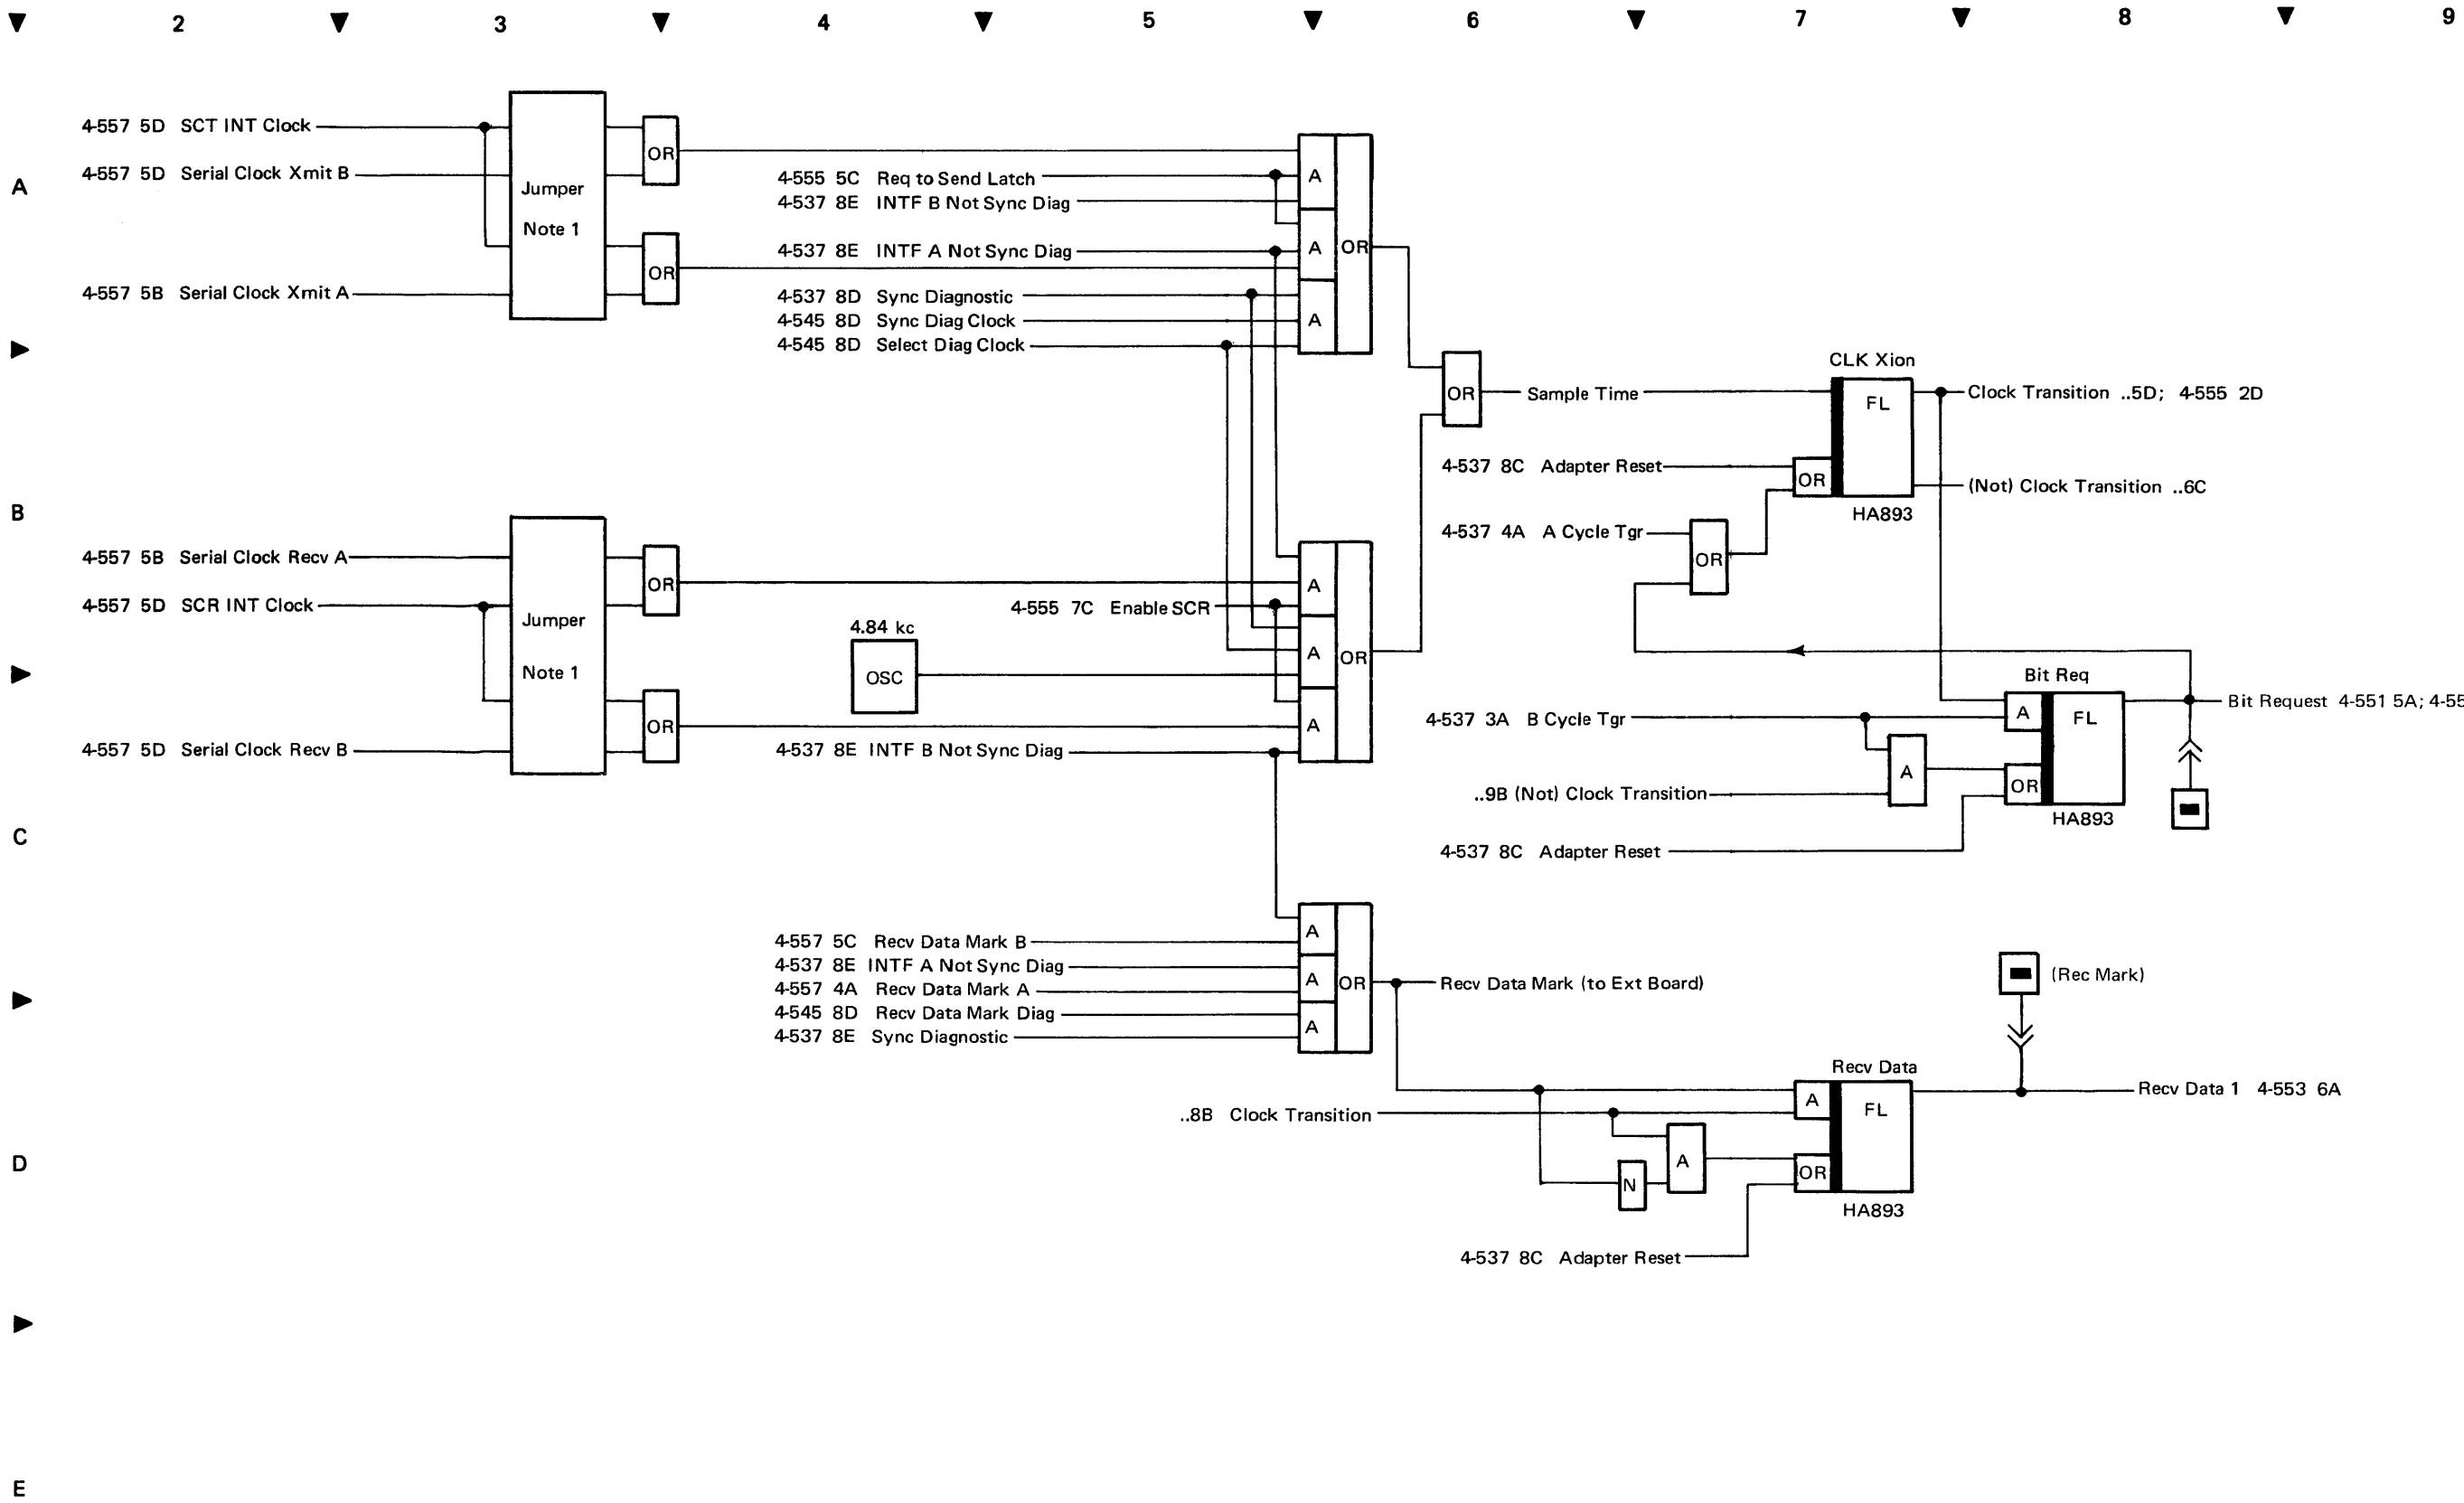 2 3 4 5 6 7 8 9
A
4-557 5D SCT INT Clock
4-557 5D Serial Clock Xmit B
4-557 5B Serial Clock Xmit A
Jumper
Note 1
OR
OR
4-555 5C Req to Send Latch
4-537 8E INTF B Not Sync Diag
4-537 8E INTF A Not Sync Diag
4-537 8D Sync Diagnostic
4-545 8D Sync Diag Clock
4-545 8D Select Diag Clock
A
A
A
OR
OR
Sample Time
CLK Xion
FL
Clock Transition ..5D; 4-555 2D
4-537 8C Adapter Reset
OR
(Not) Clock Transition ..6C
HA893
B
4-537 4A A Cycle Tgr
OR
4-557 5B Serial Clock Recv A
4-557 5D SCR INT Clock
4-557 5D Serial Clock Recv B
Jumper
Note 1
OR
OR
4-555 7C Enable SCR
4.84 kc
OSC
4-537 8E INTF B Not Sync Diag
A
A
A
OR
Bit Req
4-537 3A B Cycle Tgr
A
FL
Bit Request 4-551 5A; 4-55
A
OR
..9B (Not) Clock Transition
HA893
C
4-537 8C Adapter Reset
4-557 5C Recv Data Mark B
4-537 8E INTF A Not Sync Diag
4-557 4A Recv Data Mark A
4-545 8D Recv Data Mark Diag
4-537 8E Sync Diagnostic
A
A
A
OR
Recv Data Mark (to Ext Board)
(Rec Mark)
Recv Data
A
FL
Recv Data 1 4-553 6A
..8B Clock Transition
D
A
N
OR
HA893
4-537 8C Adapter Reset
E